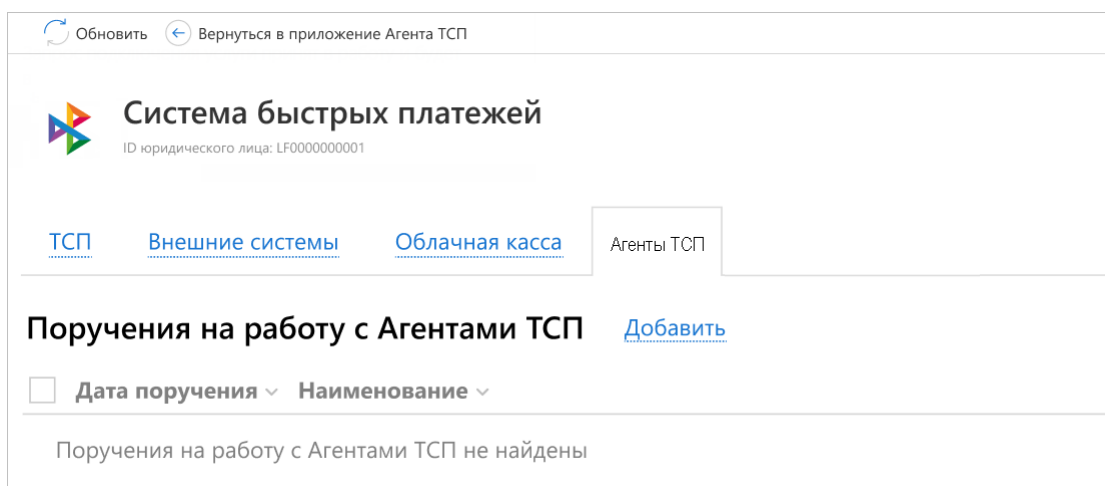 Обновить Вернуться в приложение Агента ТСП
Система быстрых платежей
ID юридического лица: LF0000000001
ТСП Внешние системы Облачная касса Агенты ТСП
Поручения на работу с Агентами ТСП Добавить
Дата поручения Наименование
Поручения на работу с Агентами ТСП не найдены